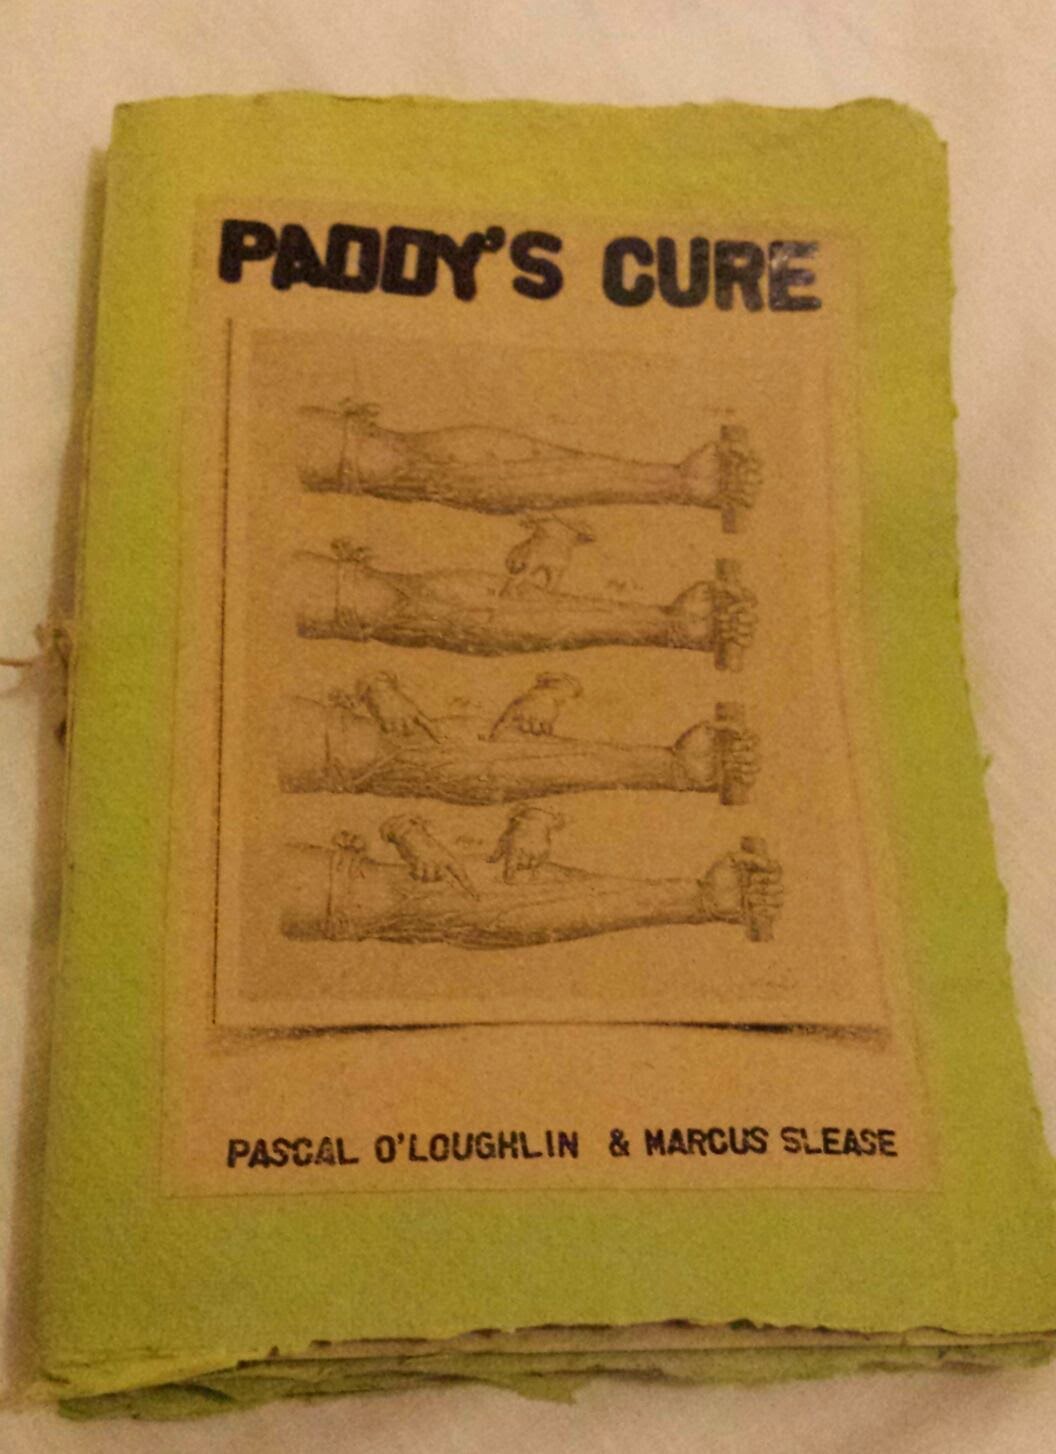 PADDY'S CURE
PASCAL O'LOUGHLIN & MARCUS SLEASE